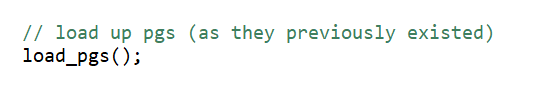 // load up pgs (as they previously existed)
load_pgs();